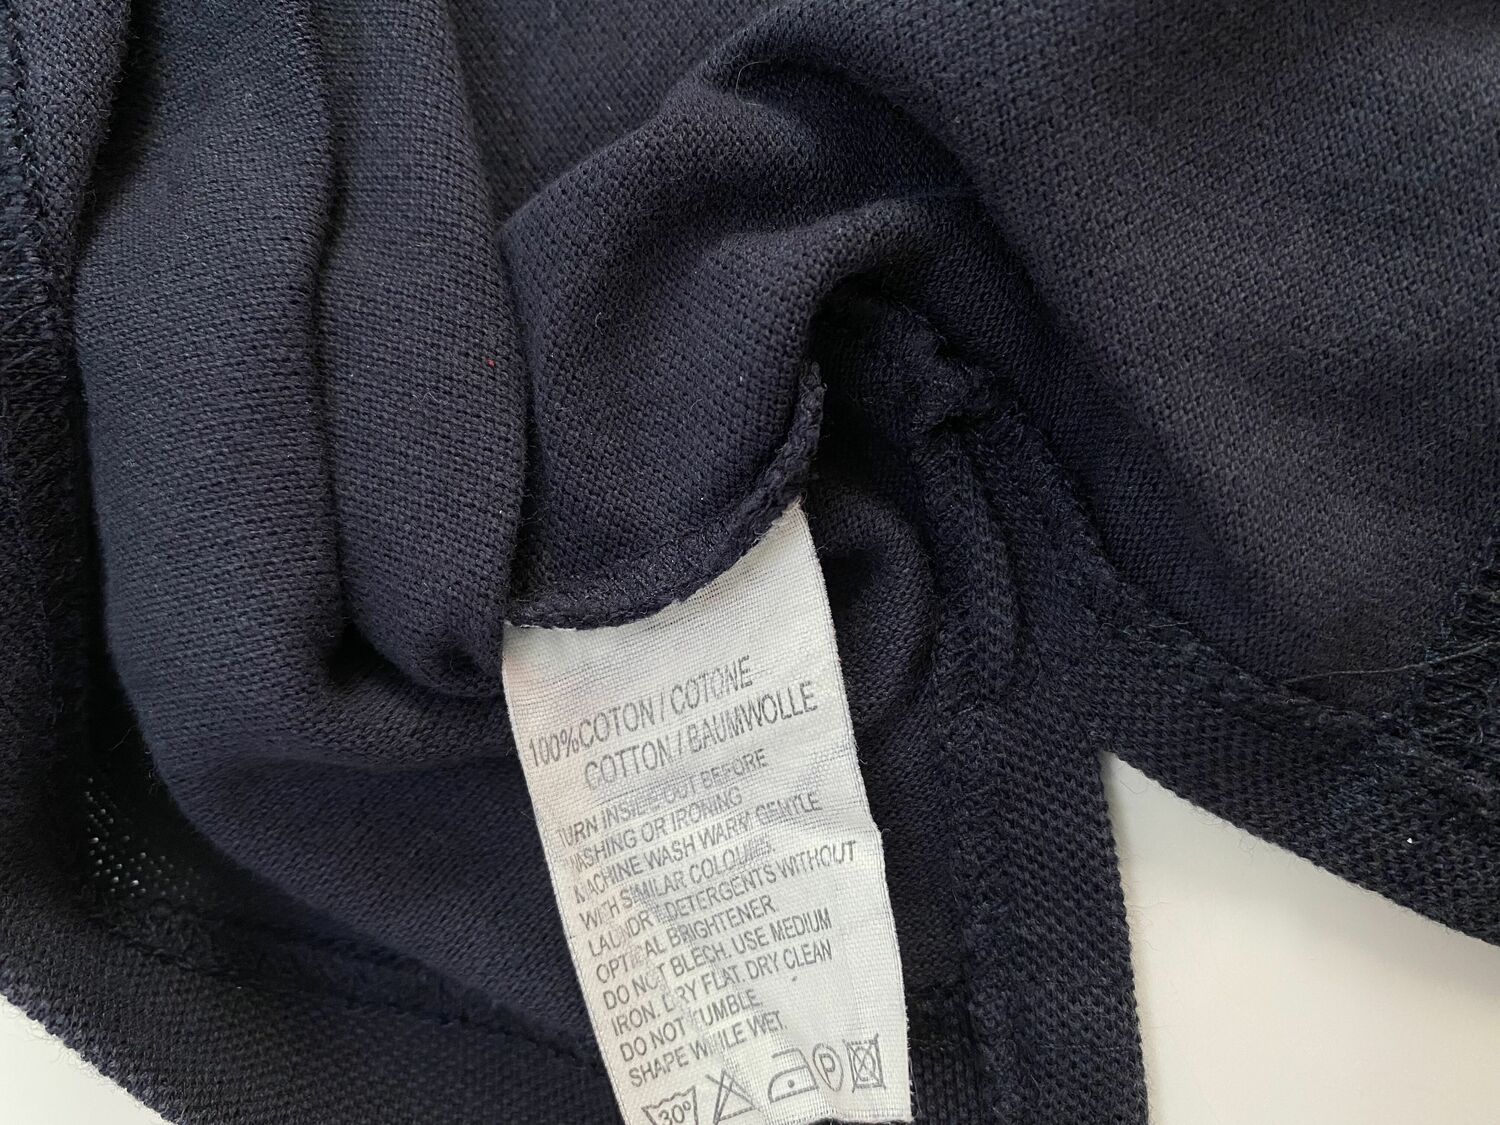 100%COTON / COTONE
COTTON / BAUMWOLLE
TURN INSIDE OUT BEFORE
WASHING OR IRONING
MACHINE WASH WARM GENTLE
WITH SIMILAR COLOURS.
LAUNDRY DETERGENTS WITHOUT
OPTICAL BRIGHTENER
DO NOT BLECH. USE MEDIUM
IRON. DRY FLAT. DRY CLEAN
DO NOT TUMBLE.
SHAPE WHILE WET.
30° P